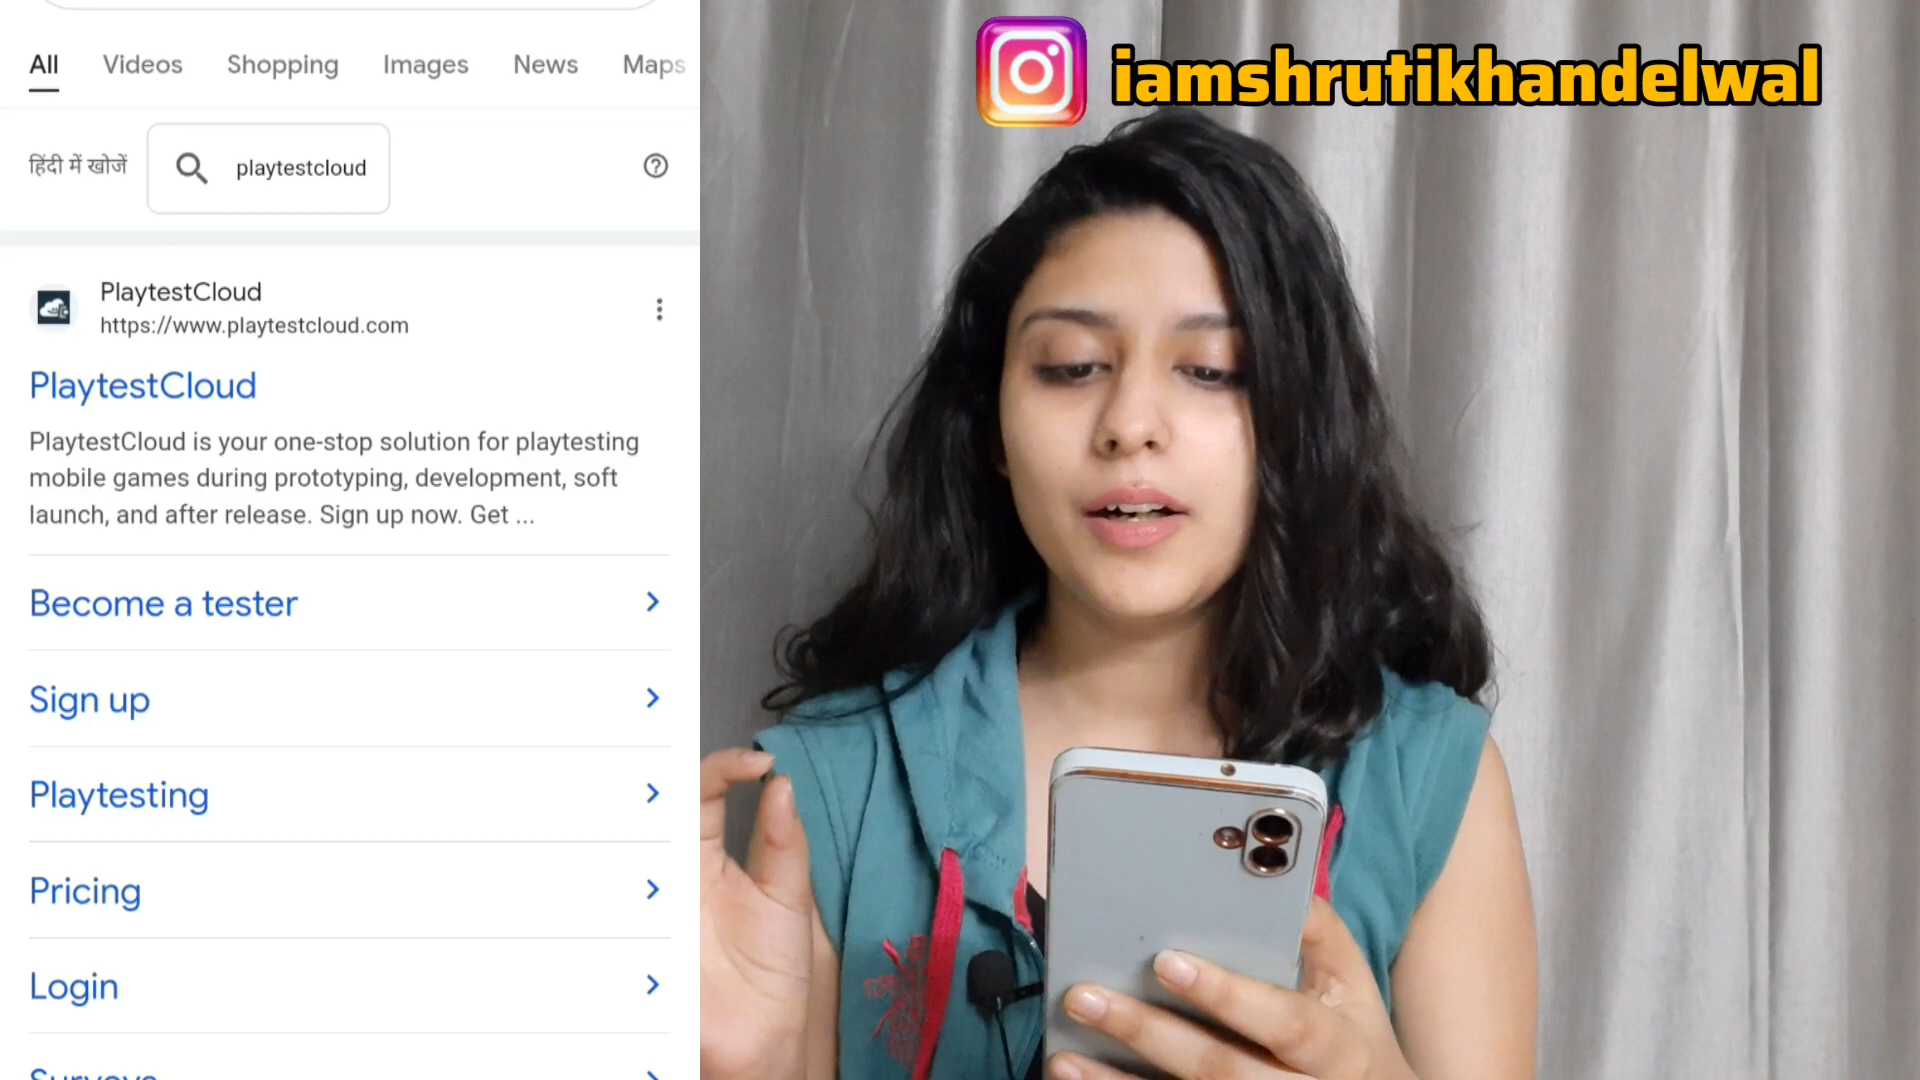 All Videos Shopping Images News Maps
हिंदी में खोजें playtestcloud
PlaytestCloud
https://www.playtestcloud.com
PlaytestCloud
PlaytestCloud is your one-stop solution for playtesting
mobile games during prototyping, development, soft
launch, and after release. Sign up now. Get ...
Become a tester
Sign up
Playtesting
Pricing
Login
Surveys
iamshrutikhandelwal